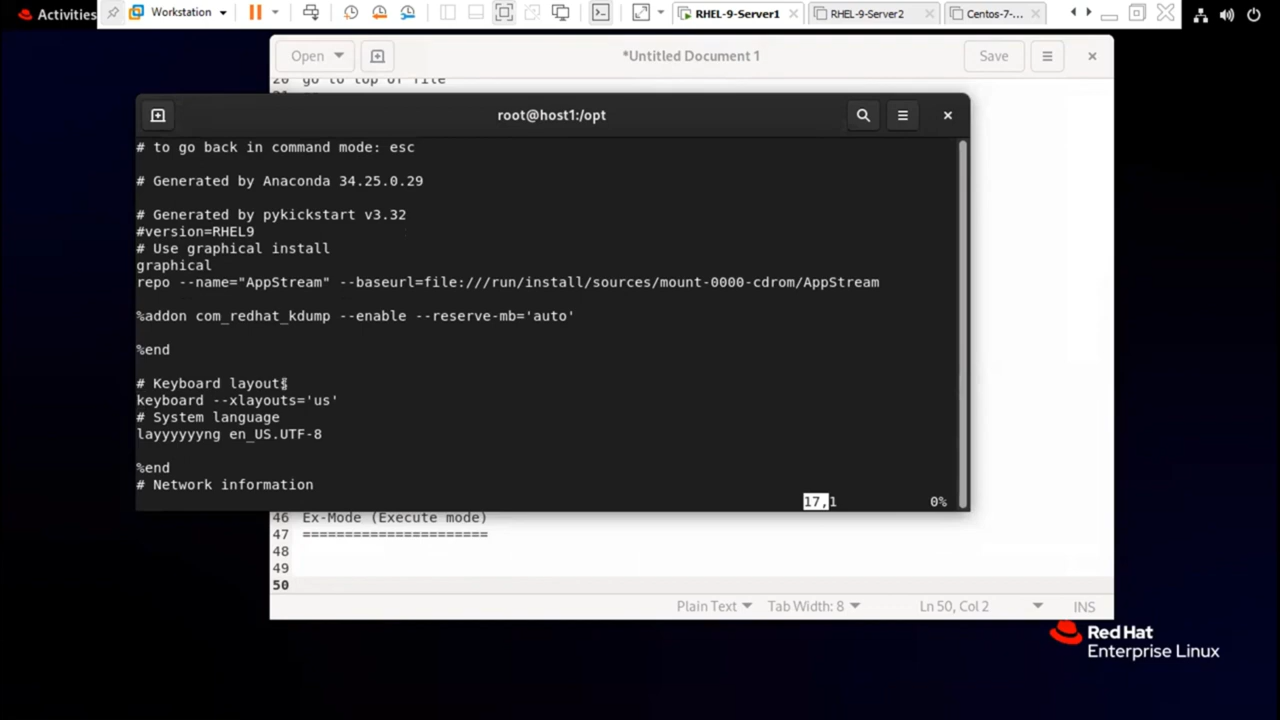 Activities
Workstation
RHEL-9-Server1
RHEL-9-Server2
Centos-7-...
Open
*Untitled Document 1
Save
20 go to top of file
root@host1:/opt
# to go back in command mode: esc
# Generated by Anaconda 34.25.0.29
# Generated by pykickstart v3.32
#version=RHEL9
# Use graphical install
graphical
repo --name="AppStream" --baseurl=file:///run/install/sources/mount-0000-cdrom/AppStream
%addon com_redhat_kdump --enable --reserve-mb='auto'
%end
# Keyboard layouts
keyboard --xlayouts='us'
# System language
layyyyyyng en_US.UTF-8
%end
# Network information
17,1 0%
46 Ex-Mode (Execute mode)
47 ======================
48
49
50
Plain Text Tab Width: 8 Ln 50, Col 2 INS
Red Hat
Enterprise Linux